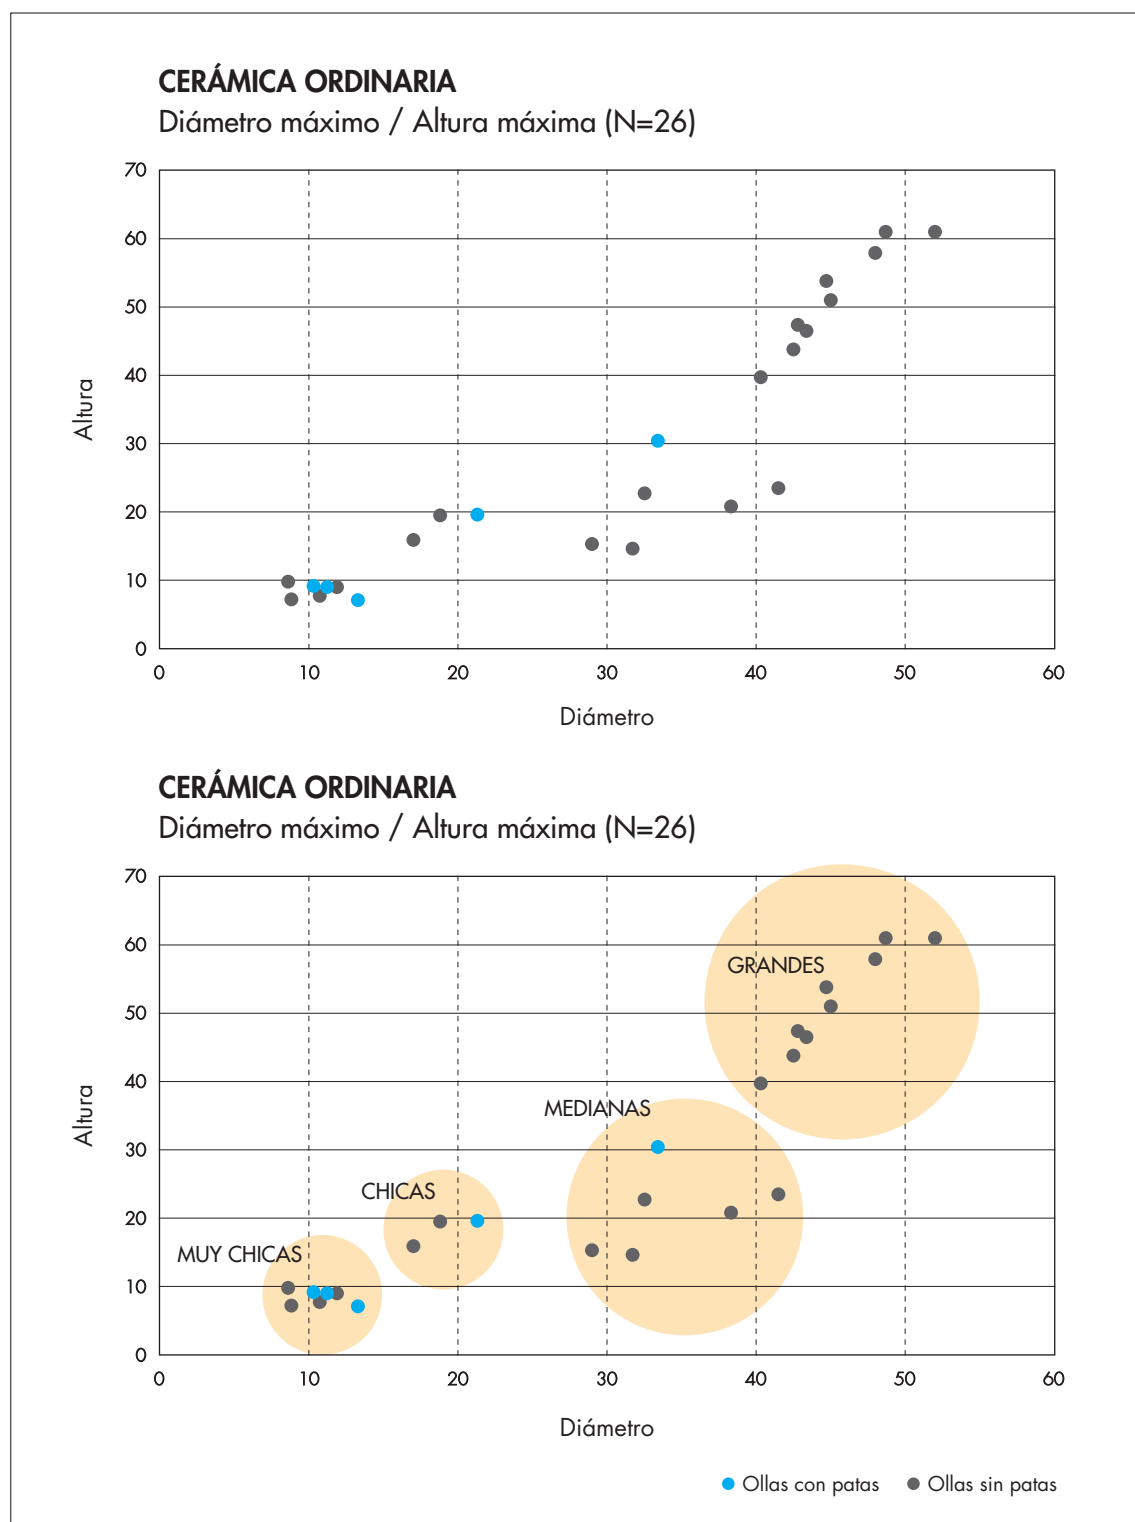 CERÁMICA ORDINARIA
Diámetro máximo / Altura máxima (N=26)
70
60
50
40
30
20
10
0
Altura
0 10 20 30 40 50 60
Diámetro
CERÁMICA ORDINARIA
Diámetro máximo / Altura máxima (N=26)
70
60
50
40
30
20
10
0
Altura
GRANDES
MEDIANAS
CHICAS
MUY CHICAS
0 10 20 30 40 50 60
Diámetro
Ollas con patas Ollas sin patas